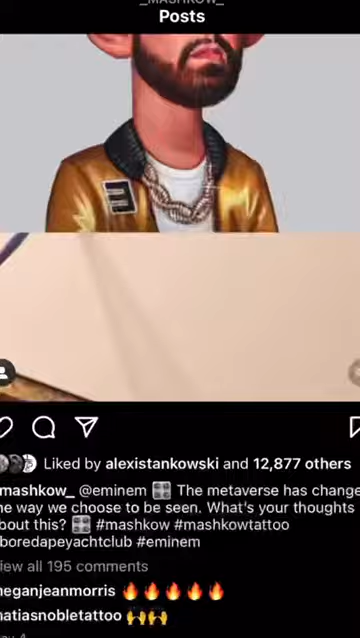 _MASHKOW_
Posts
Liked by alexistankowski and 12,877 others
mashkow_ @eminem 🎛️ The metaverse has change
he way we choose to be seen. What's your thoughts
bout this? 🎛️ #mashkow #mashkowtattoo
boredapeyachtclub #eminem
iew all 195 comments
neganjeanmorris 🔥🔥🔥🔥🔥
natiasnobletattoo 🙌🙌